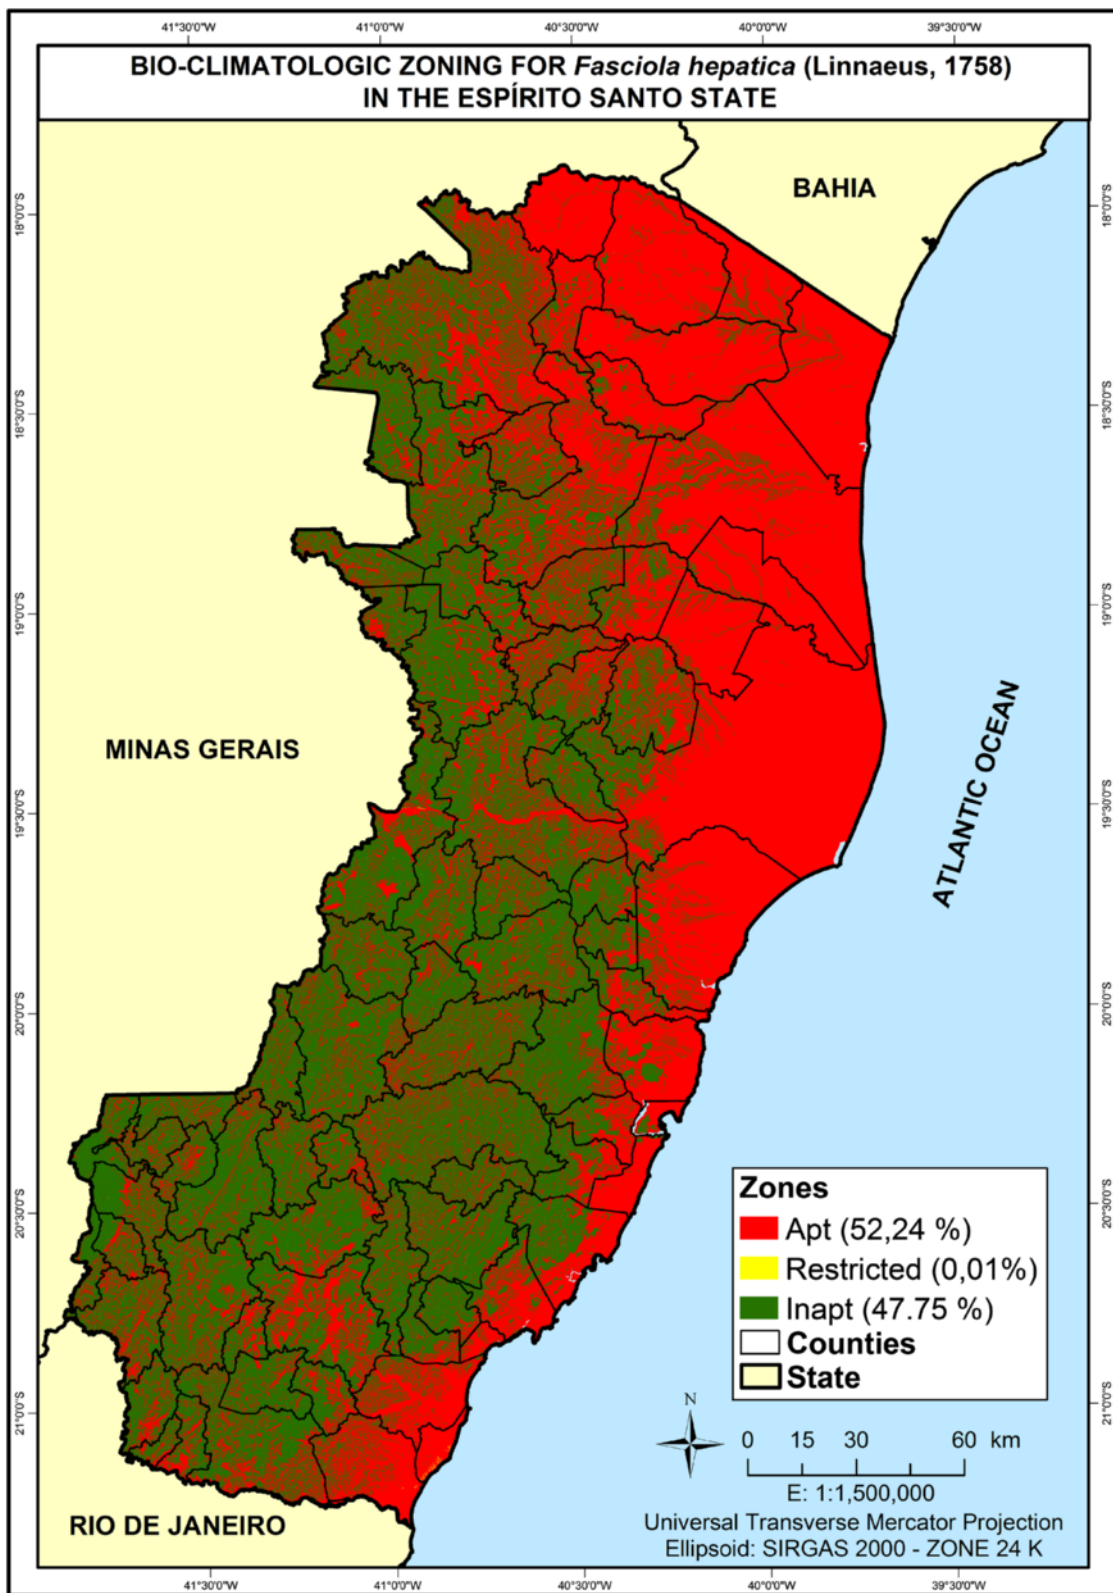 41°30'0"W 41°0'0"W 40°30'0"W 40°0'0"W 39°30'0"W
BIO-CLIMATOLOGIC ZONING FOR Fasciola hepatica (Linnaeus, 1758)
IN THE ESPÍRITO SANTO STATE
BAHIA
18°0'0"S 18°0'0"S
18°30'0"S 18°30'0"S
19°0'0"S 19°0'0"S
MINAS GERAIS
ATLANTIC OCEAN
19°30'0"S 19°30'0"S
20°0'0"S 20°0'0"S
20°30'0"S 20°30'0"S
Zones
Apt (52,24 %)
Restricted (0,01%)
Inapt (47.75 %)
Counties
State
21°0'0"S 21°0'0"S
N
0 15 30 60 km
E: 1:1,500,000
Universal Transverse Mercator Projection
Ellipsoid: SIRGAS 2000 - ZONE 24 K
RIO DE JANEIRO
41°30'0"W 41°0'0"W 40°30'0"W 40°0'0"W 39°30'0"W